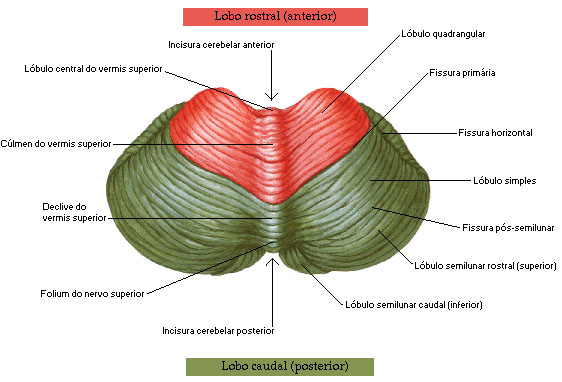 Lobo rostral (anterior)
Incisura cerebelar anterior
Lóbulo quadrangular
Lóbulo central do vermis superior
Fissura primária
Fissura horizontal
Cúlmen do vermis superior
Lóbulo simples
Declive do
vermis superior
Fissura pós-semilunar
Lóbulo semilunar rostral (superior)
Folium do nervo superior
Lóbulo semilunar caudal (inferior)
Incisura cerebelar posterior
Lobo caudal (posterior)